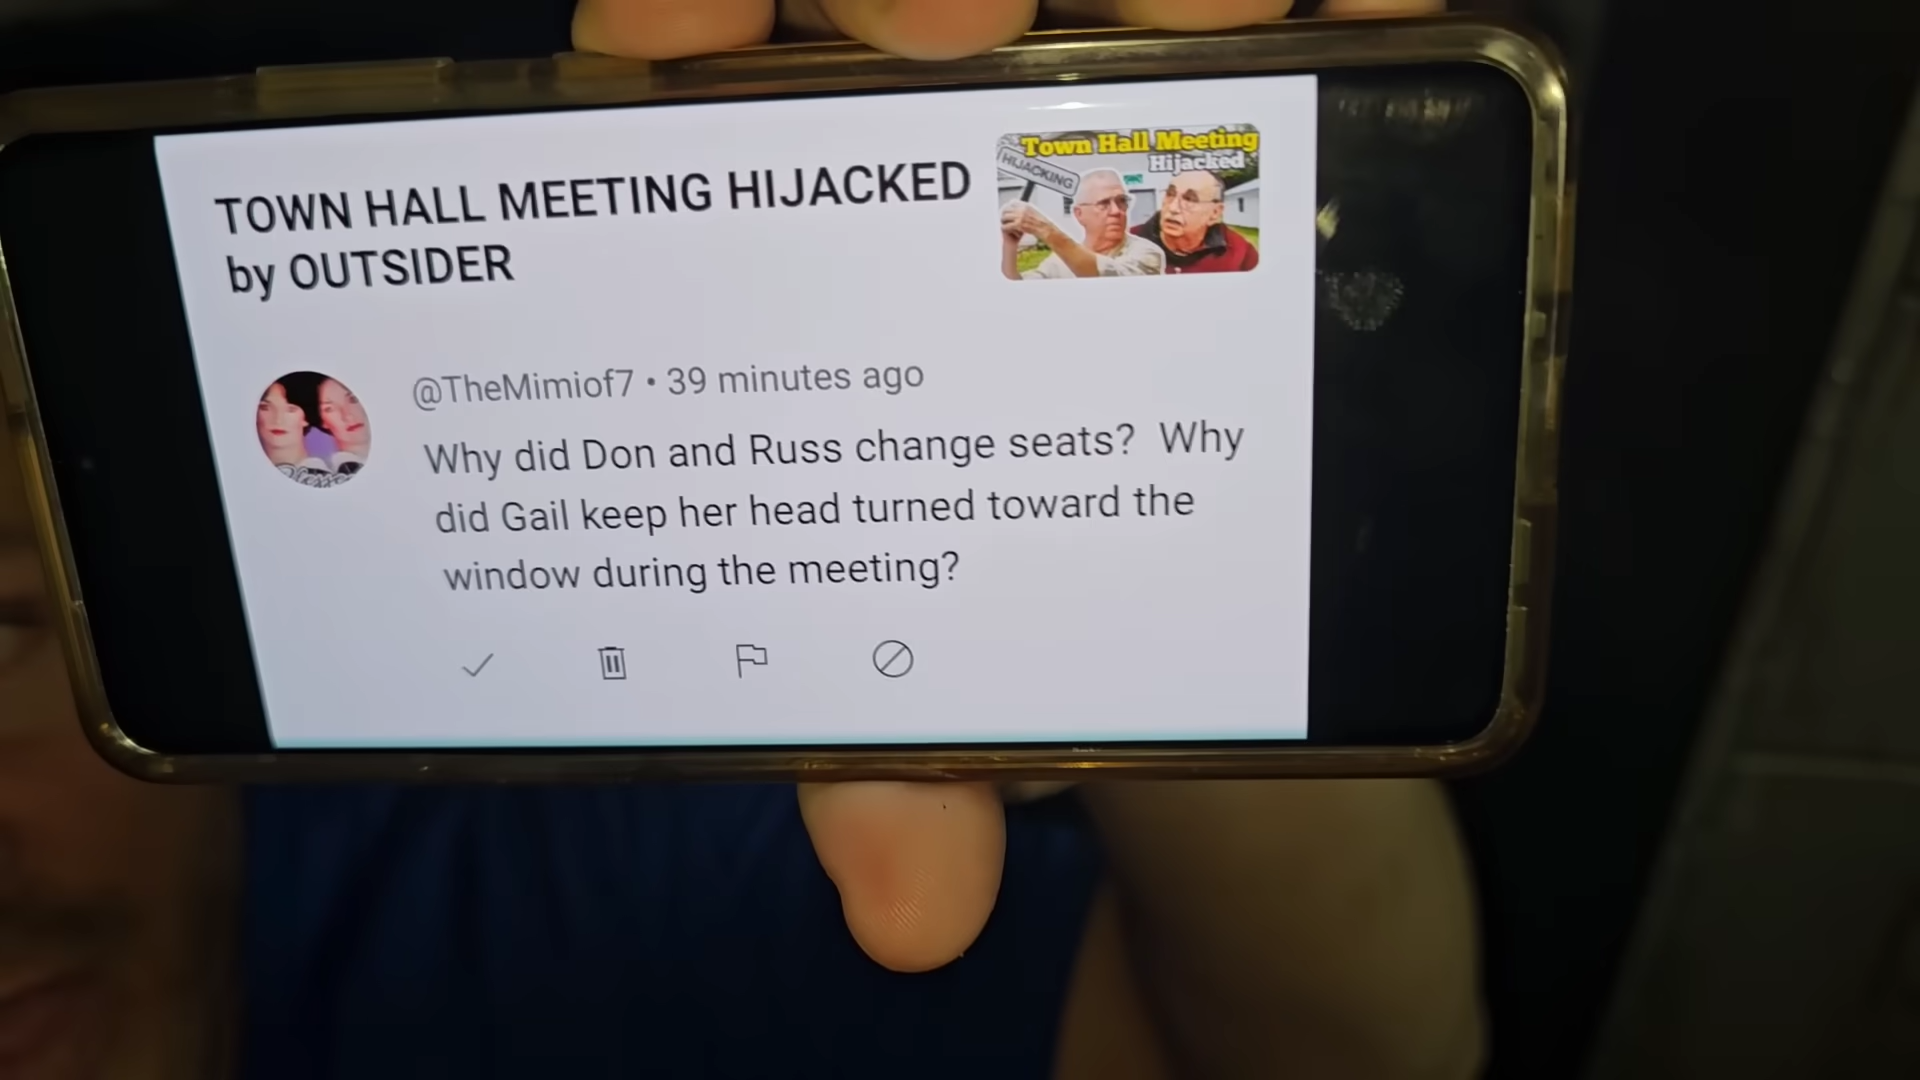 TOWN HALL MEETING HIJACKED
by OUTSIDER
Town Hall Meeting
Hijacked
HIJACKING
@TheMimiof7 • 39 minutes ago
Why did Don and Russ change seats?  Why
did Gail keep her head turned toward the
window during the meeting?